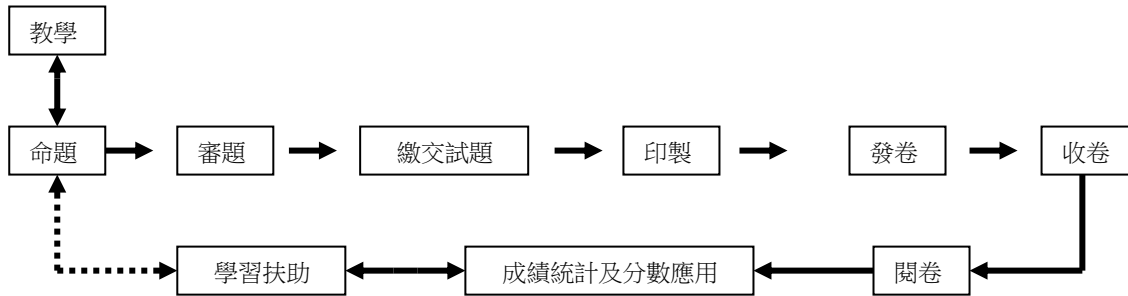 教學
命題
審題
繳交試題
印製
發卷
收卷
學習扶助
成績統計及分數應用
閱卷